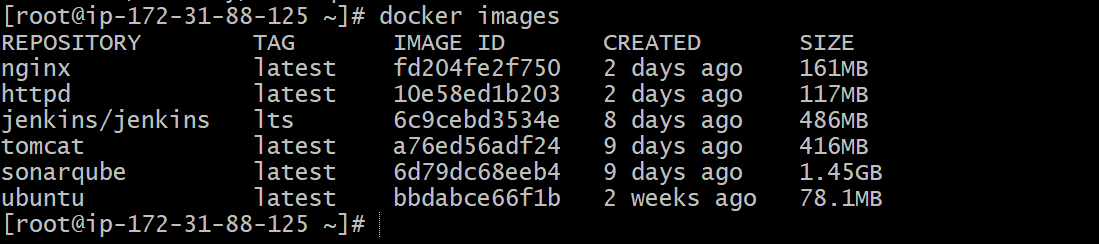 [root@ip-172-31-88-125 ~]# docker images
REPOSITORY TAG IMAGE ID CREATED SIZE
nginx latest fd204fe2f750 2 days ago 161MB
httpd latest 10e58ed1b203 2 days ago 117MB
jenkins/jenkins lts 6c9cebd3534e 8 days ago 486MB
tomcat latest a76ed56adf24 9 days ago 416MB
sonarqube latest 6d79dc68eeb4 9 days ago 1.45GB
ubuntu latest bbdabce66f1b 2 weeks ago 78.1MB
[root@ip-172-31-88-125 ~]#